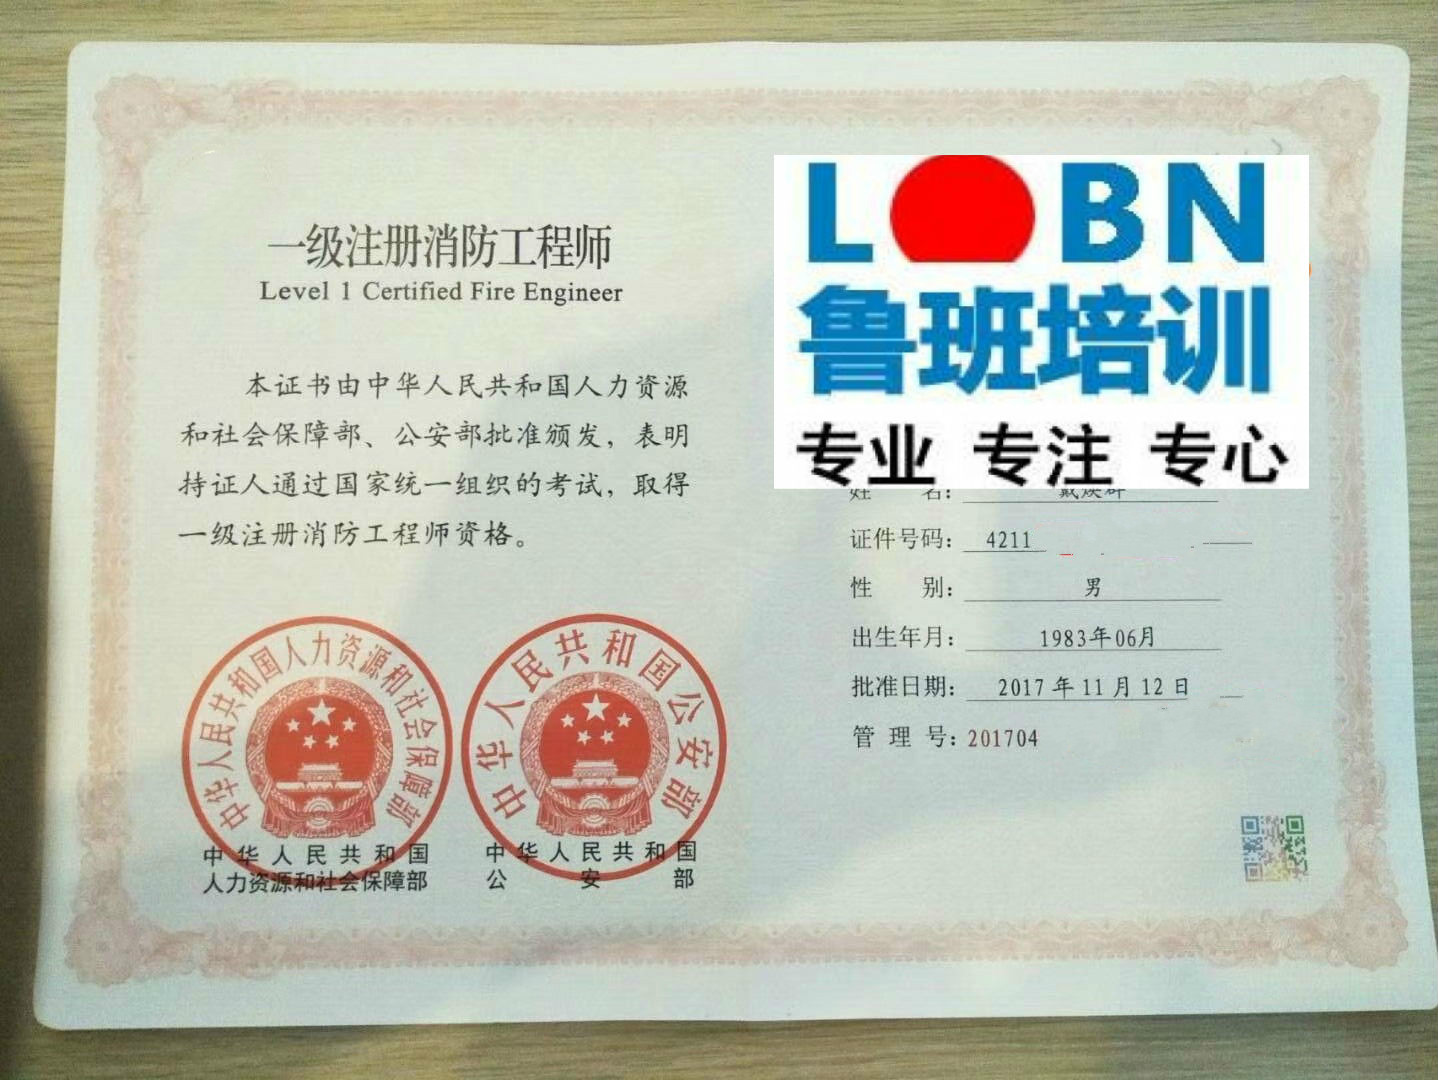 一级注册消防工程师
Level 1 Certified Fire Engineer
本证书由中华人民共和国人力资源
和社会保障部、公安部批准颁发，表明
持证人通过国家统一组织的考试，取得
一级注册消防工程师资格。
中华人民共和国人力资源和社会保障部
中华人民共和国
人力资源和社会保障部
中华人民共和国公安部
中华人民共和国
公安部
LBN
鲁班培训
专业 专注 专心
姓 名：
证件号码：4211
性 别：男
出生年月：1983年06月
批准日期：2017年11月12日
管 理 号：201704